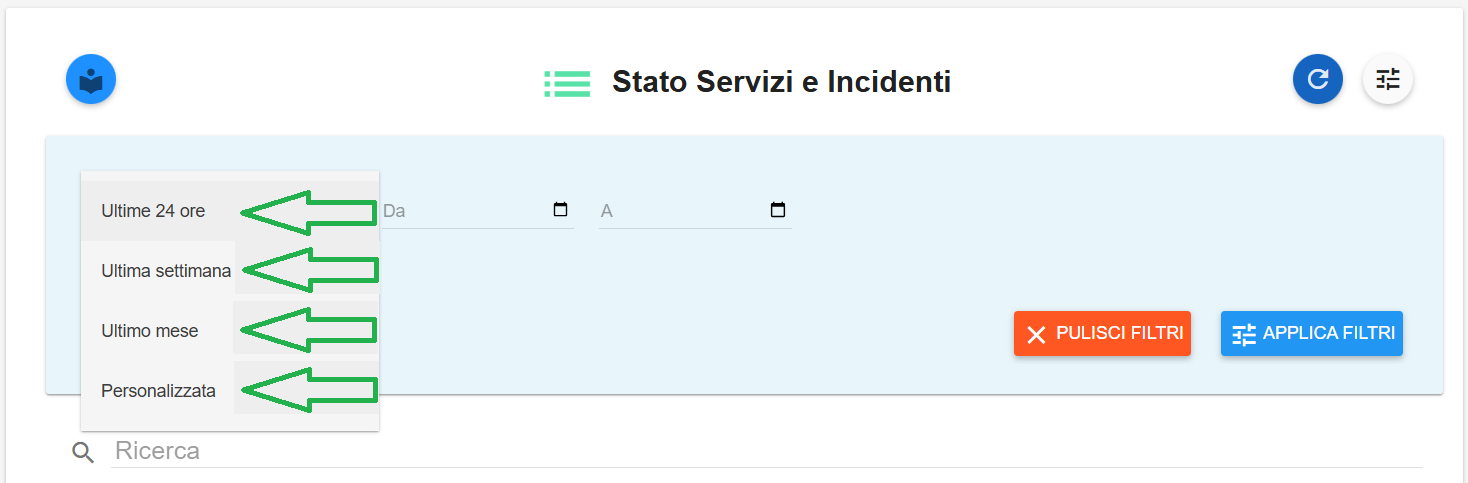 Stato Servizi e Incidenti
Ultime 24 ore
Da
A
Ultima settimana
Ultimo mese
Personalizzata
PULISCI FILTRI
APPLICA FILTRI
Ricerca